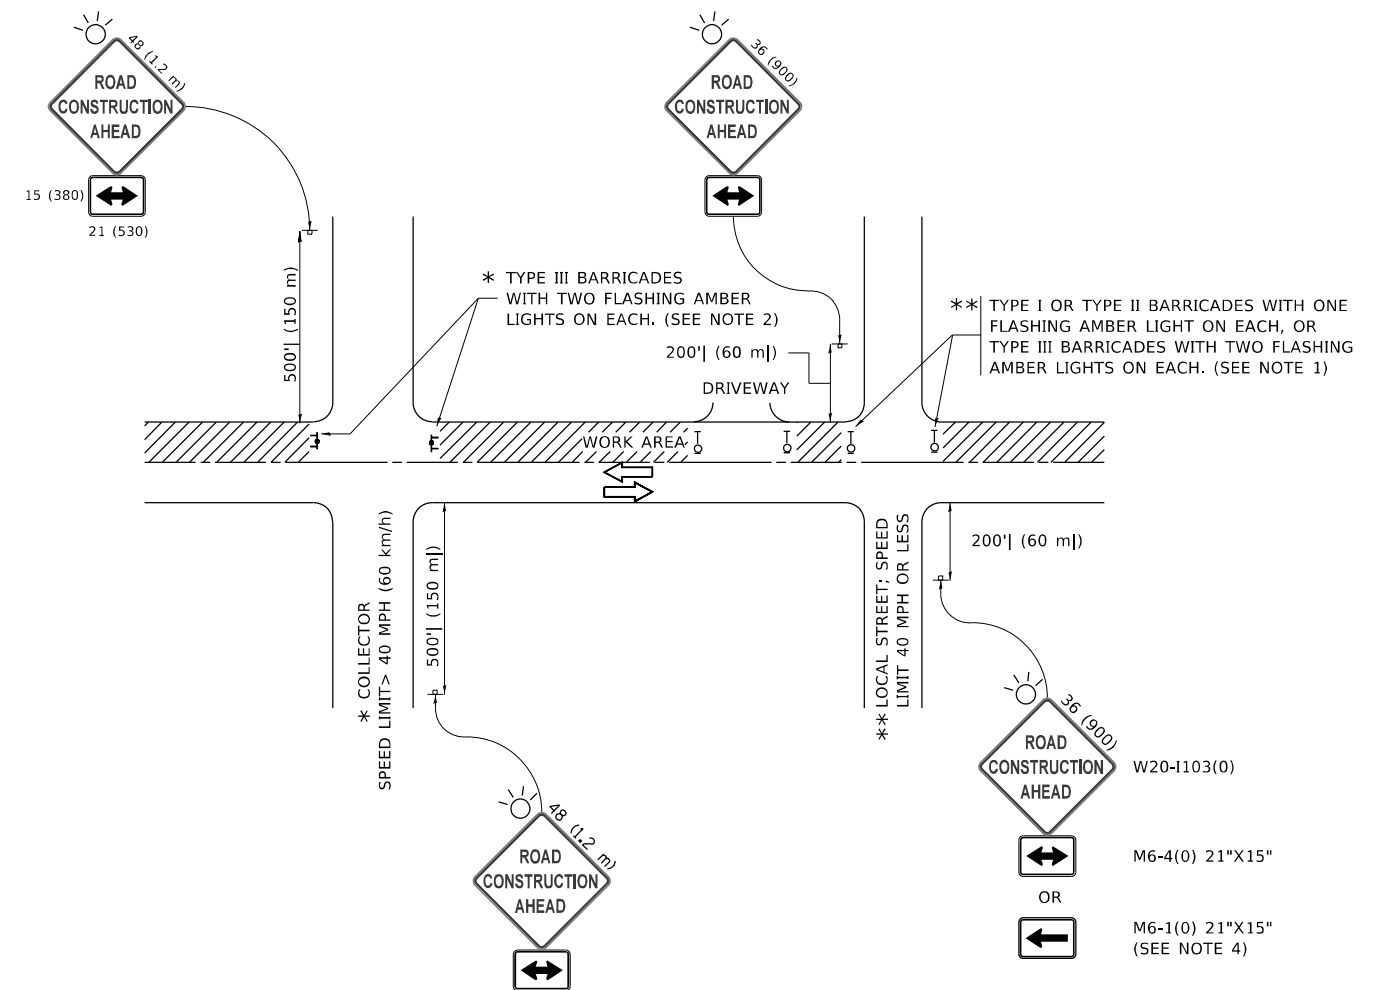 48 (1.2 m)
ROAD
CONSTRUCTION
AHEAD
15 (380)
21 (530)
36 (900)
ROAD
CONSTRUCTION
AHEAD
500'| (150 m)
* TYPE III BARRICADES
WITH TWO FLASHING AMBER
LIGHTS ON EACH. (SEE NOTE 2)
** TYPE I OR TYPE II BARRICADES WITH ONE
FLASHING AMBER LIGHT ON EACH, OR
TYPE III BARRICADES WITH TWO FLASHING
AMBER LIGHTS ON EACH. (SEE NOTE 1)
200'| (60 m|)
DRIVEWAY
WORK AREA
* COLLECTOR
SPEED LIMIT> 40 MPH (60 km/h)
500'| (150 m|)
** LOCAL STREET; SPEED
LIMIT 40 MPH OR LESS
200'| (60 m|)
36 (900)
ROAD
CONSTRUCTION
AHEAD
W20-I103(0)
M6-4(0) 21"X15"
OR
M6-1(0) 21"X15"
(SEE NOTE 4)
48 (1.2 m)
ROAD
CONSTRUCTION
AHEAD